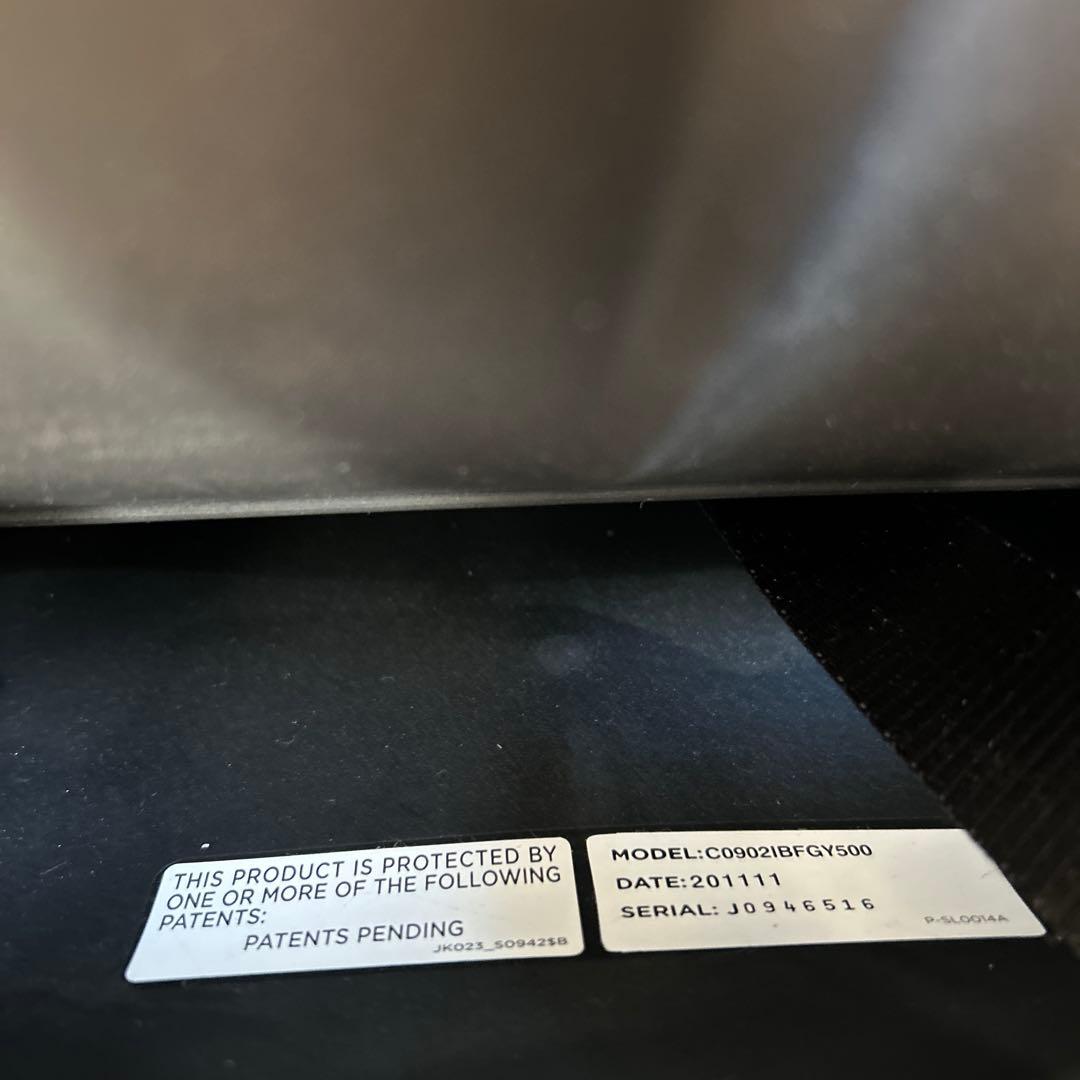 THIS PRODUCT IS PROTECTED BY
ONE OR MORE OF THE FOLLOWING
PATENTS:
PATENTS PENDING
JK023_S0942$B
MODEL:C0902IBFGY500
DATE:201111
SERIAL: J0946516
P-SL0014A